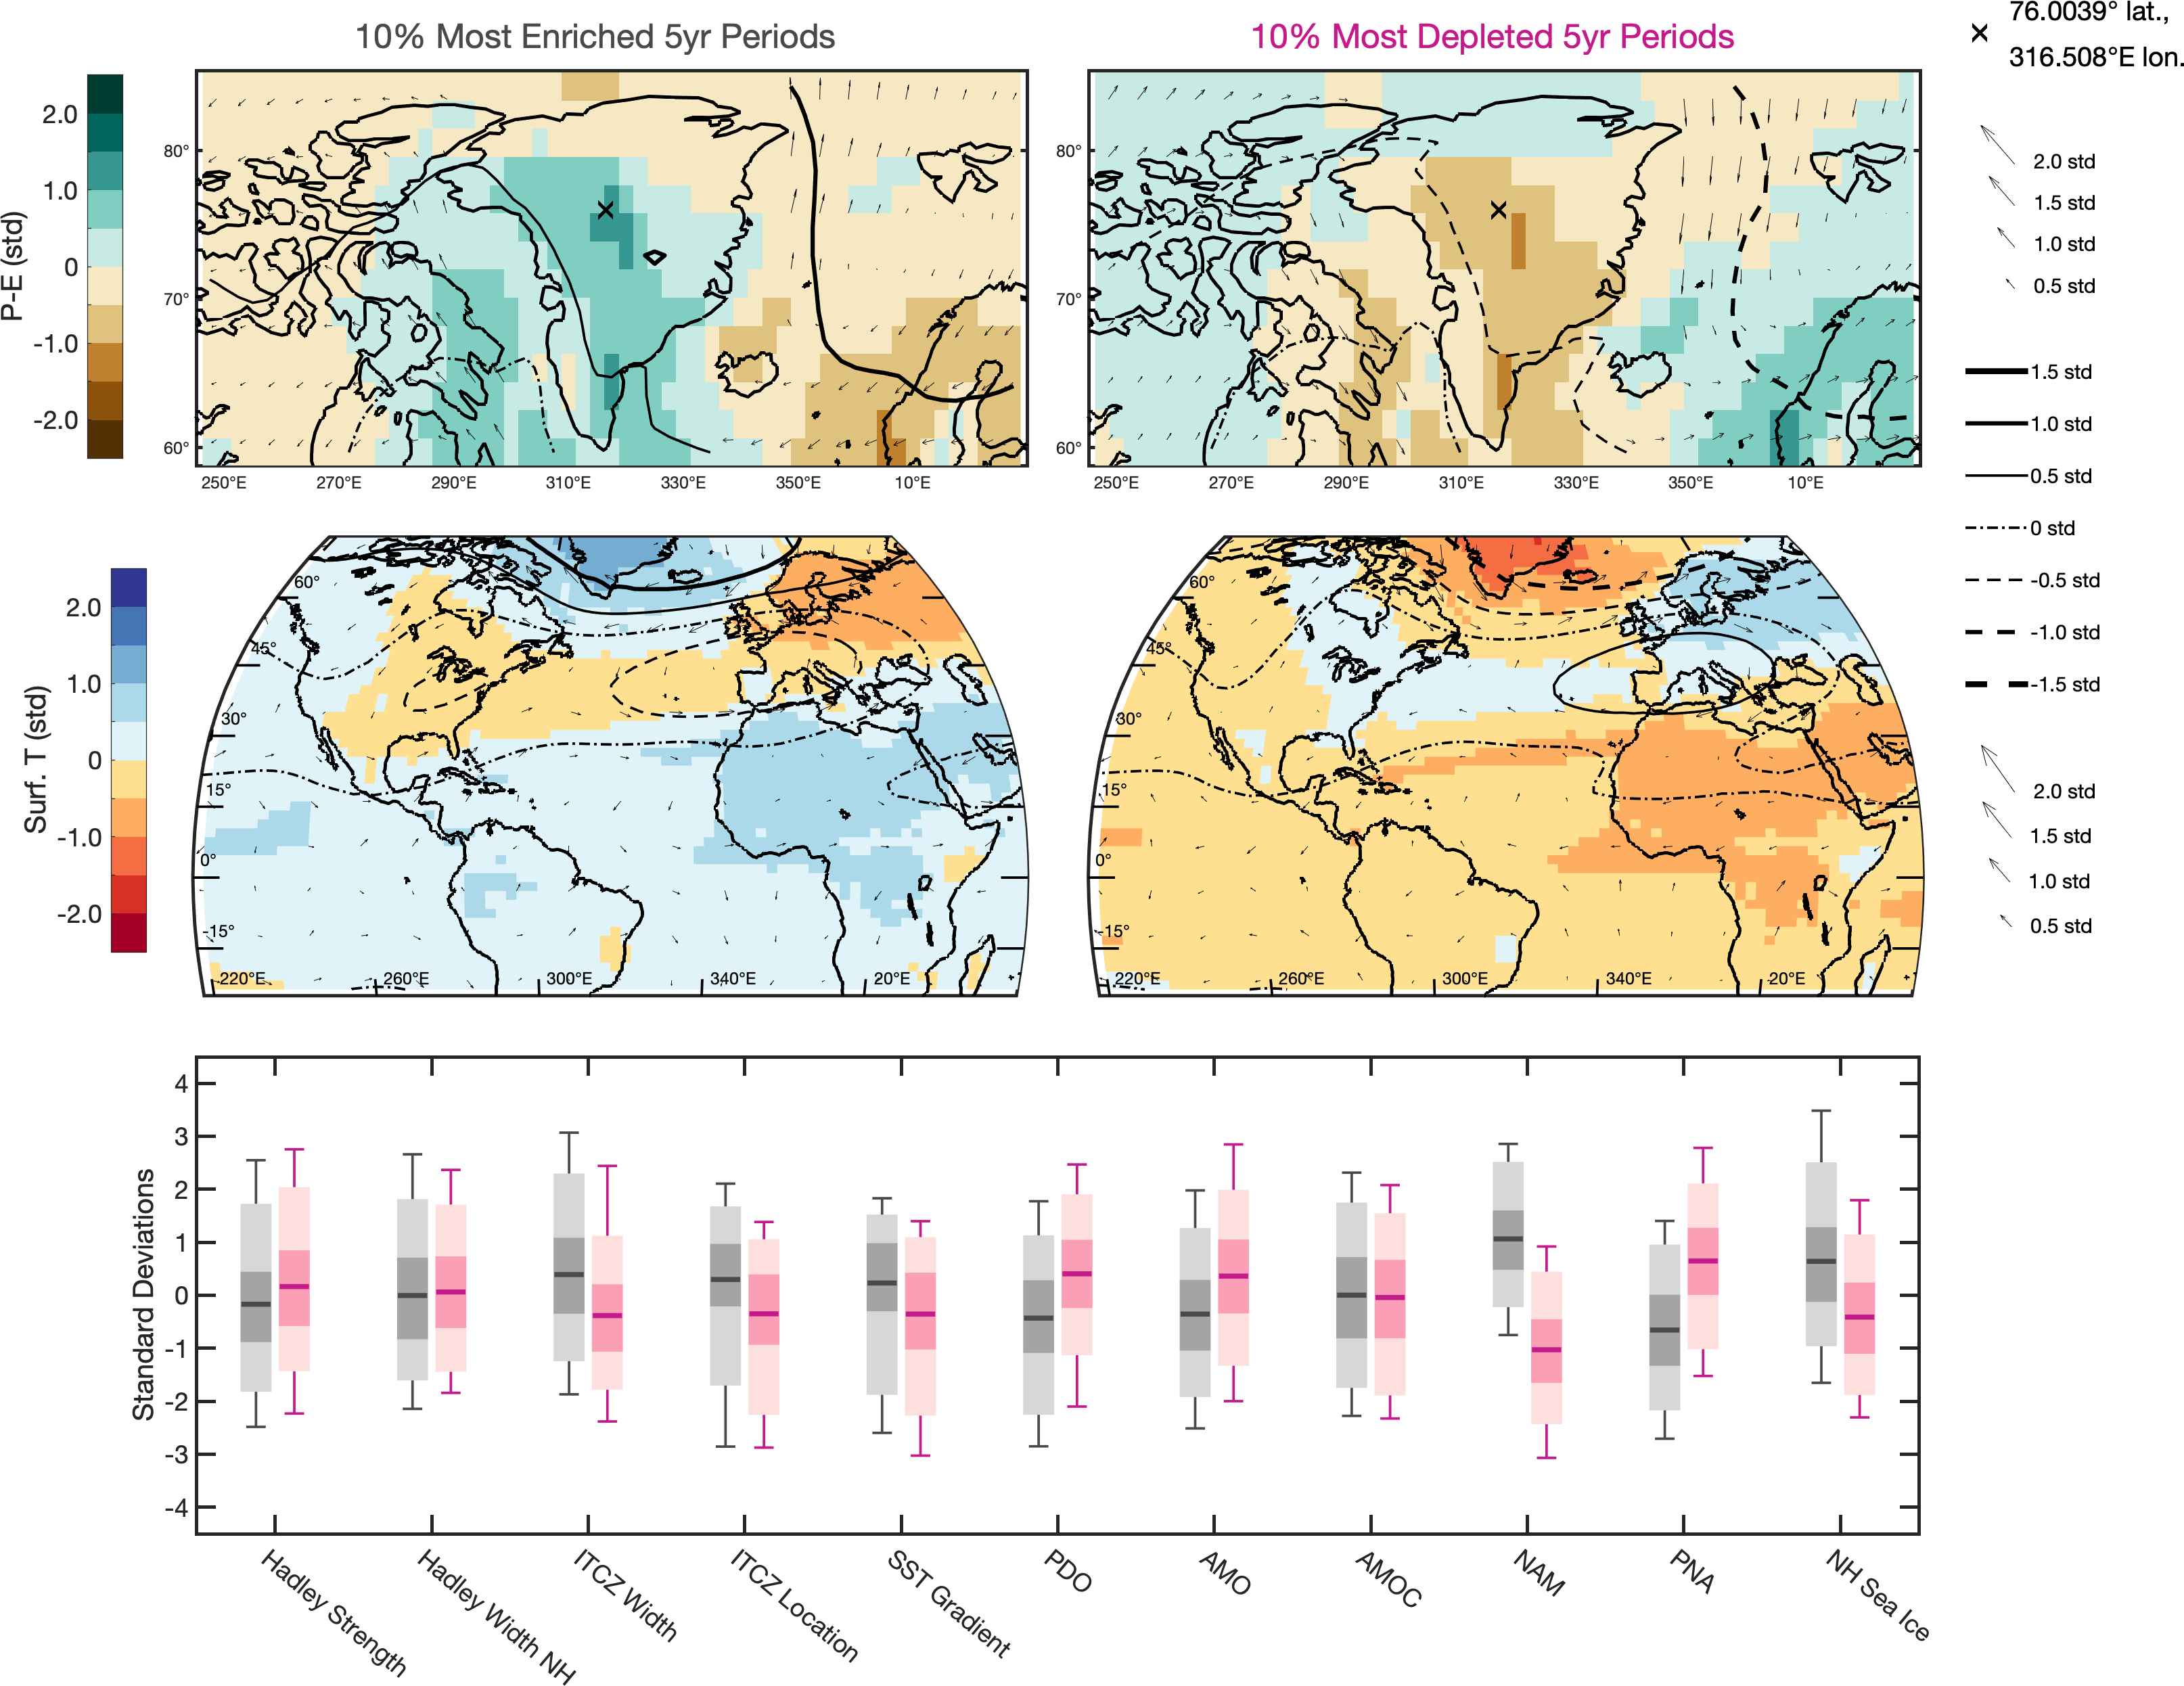 10% Most Enriched 5yr Periods
10% Most Depleted 5yr Periods
76.0039° lat.,
316.508°E lon.
P-E (std)
2.0
1.0
0
-1.0
-2.0
80°
70°
60°
250°E 270°E 290°E 310°E 330°E 350°E 10°E
80°
70°
60°
250°E 270°E 290°E 310°E 330°E 350°E 10°E
2.0 std
1.5 std
1.0 std
0.5 std
1.5 std
1.0 std
0.5 std
0 std
-0.5 std
-1.0 std
-1.5 std
Surf. T (std)
2.0
1.0
0
-1.0
-2.0
60°
45°
30°
15°
0°
-15°
220°E 260°E 300°E 340°E 20°E
60°
45°
30°
15°
0°
-15°
220°E 260°E 300°E 340°E 20°E
2.0 std
1.5 std
1.0 std
0.5 std
Standard Deviations
4
3
2
1
0
-1
-2
-3
-4
Hadley Strength
Hadley Width NH
ITCZ Width
ITCZ Location
SST Gradient
PDO
AMO
AMOC
NAM
PNA
NH Sea Ice